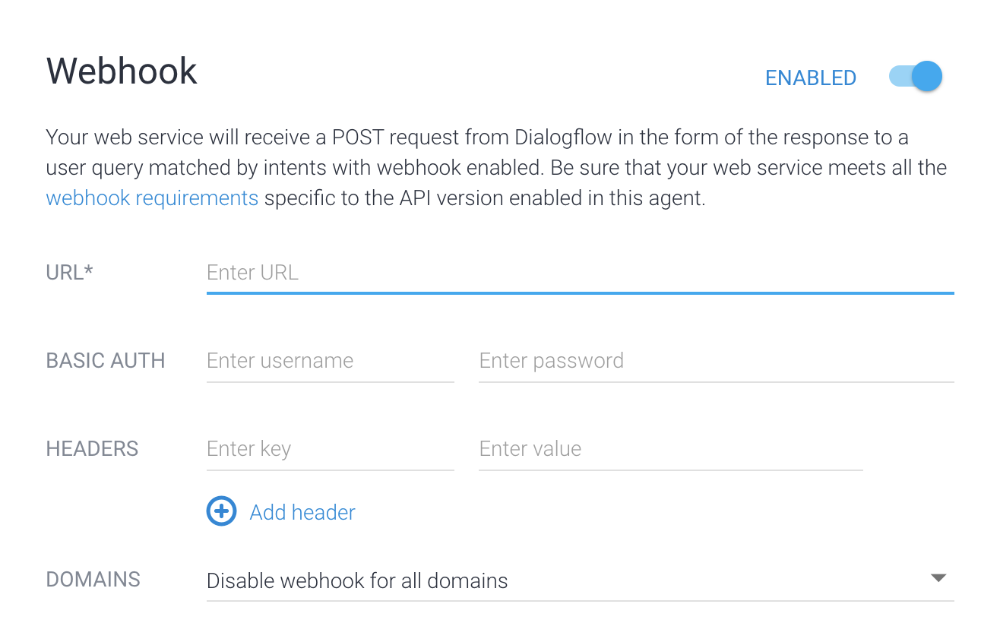 Webhook
ENABLED
Your web service will receive a POST request from Dialogflow in the form of the response to a
user query matched by intents with webhook enabled. Be sure that your web service meets all the
webhook requirements specific to the API version enabled in this agent.
URL* Enter URL
BASIC AUTH Enter username Enter password
HEADERS Enter key Enter value
Add header
DOMAINS Disable webhook for all domains